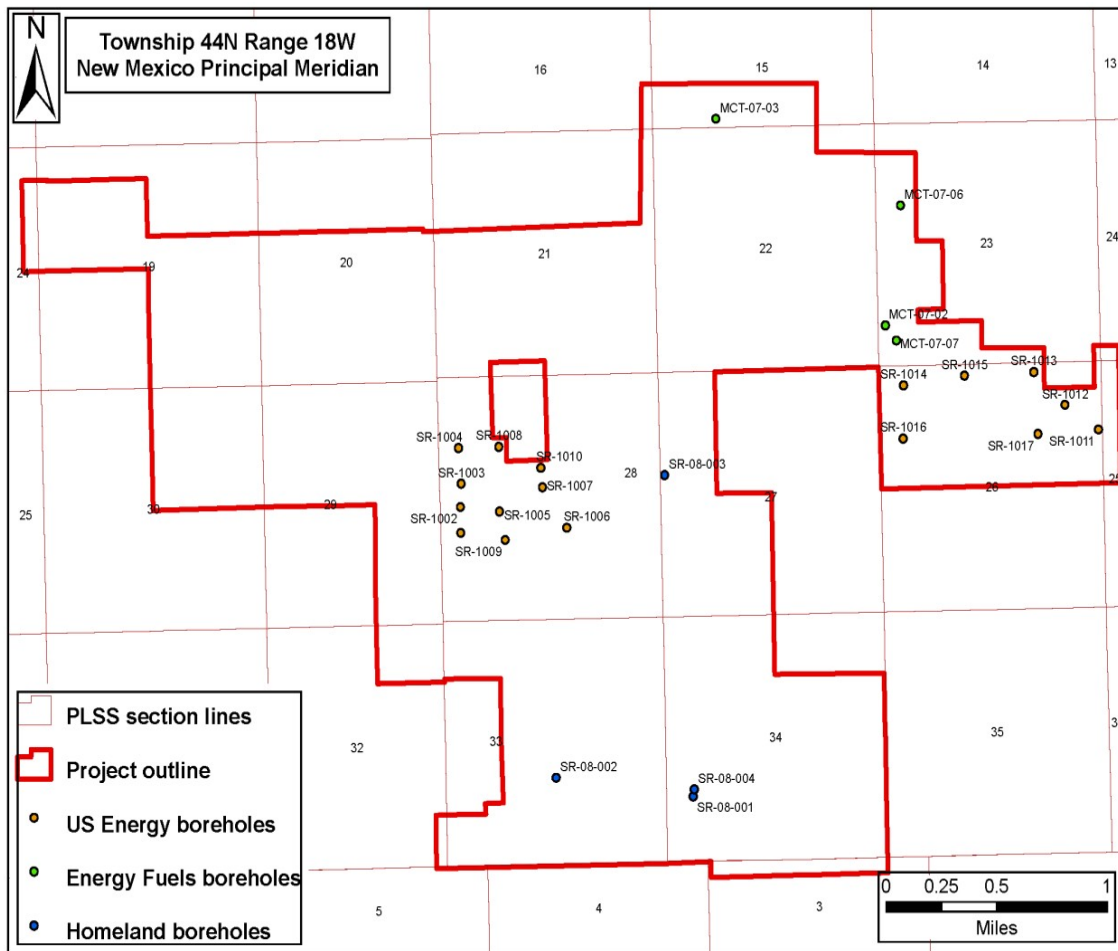 N
Township 44N Range 18W
New Mexico Principal Meridian
16
15
14
13
MCT-07-03
MCT-07-06
24
19
20
21
22
23
24
MCT-07-02
MCT-07-07
SR-1013
SR-1015
SR-1014
SR-1012
SR-1004
SR-1008
SR-1016
SR-1017
SR-1011
SR-1010
SR-1003
28
SR-08-003
SR-1007
25
30
29
27
26
25
SR-1002
SR-1005
SR-1006
SR-1009
32
33
34
35
3
SR-08-002
SR-08-004
SR-08-001
5
4
3
PLSS section lines
Project outline
US Energy boreholes
Energy Fuels boreholes
Homeland boreholes
0 0.25 0.5 1
Miles